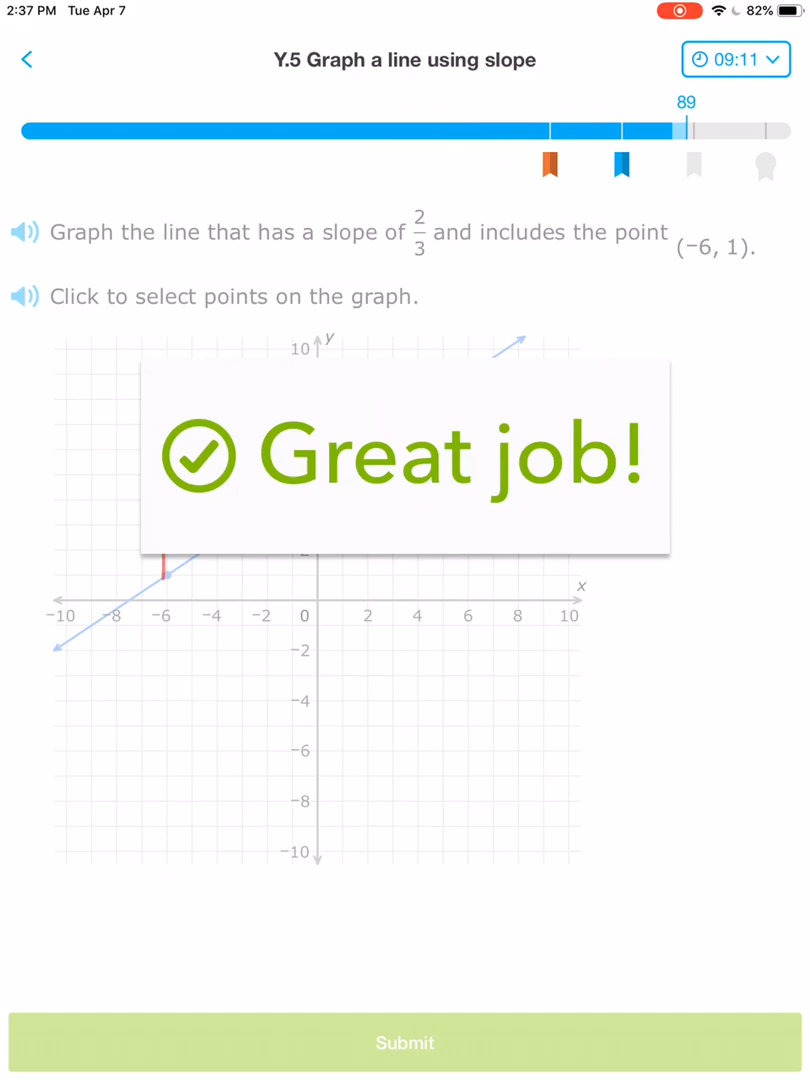 2:37 PM Tue Apr 7 82%
Y.5 Graph a line using slope
09:11
89
Graph the line that has a slope of 2/3 and includes the point (−6, 1).
Click to select points on the graph.
y
10
Great job!
x
−10 −8 −6 −4 −2 0 2 4 6 8 10
−2
−4
−6
−8
−10
Submit